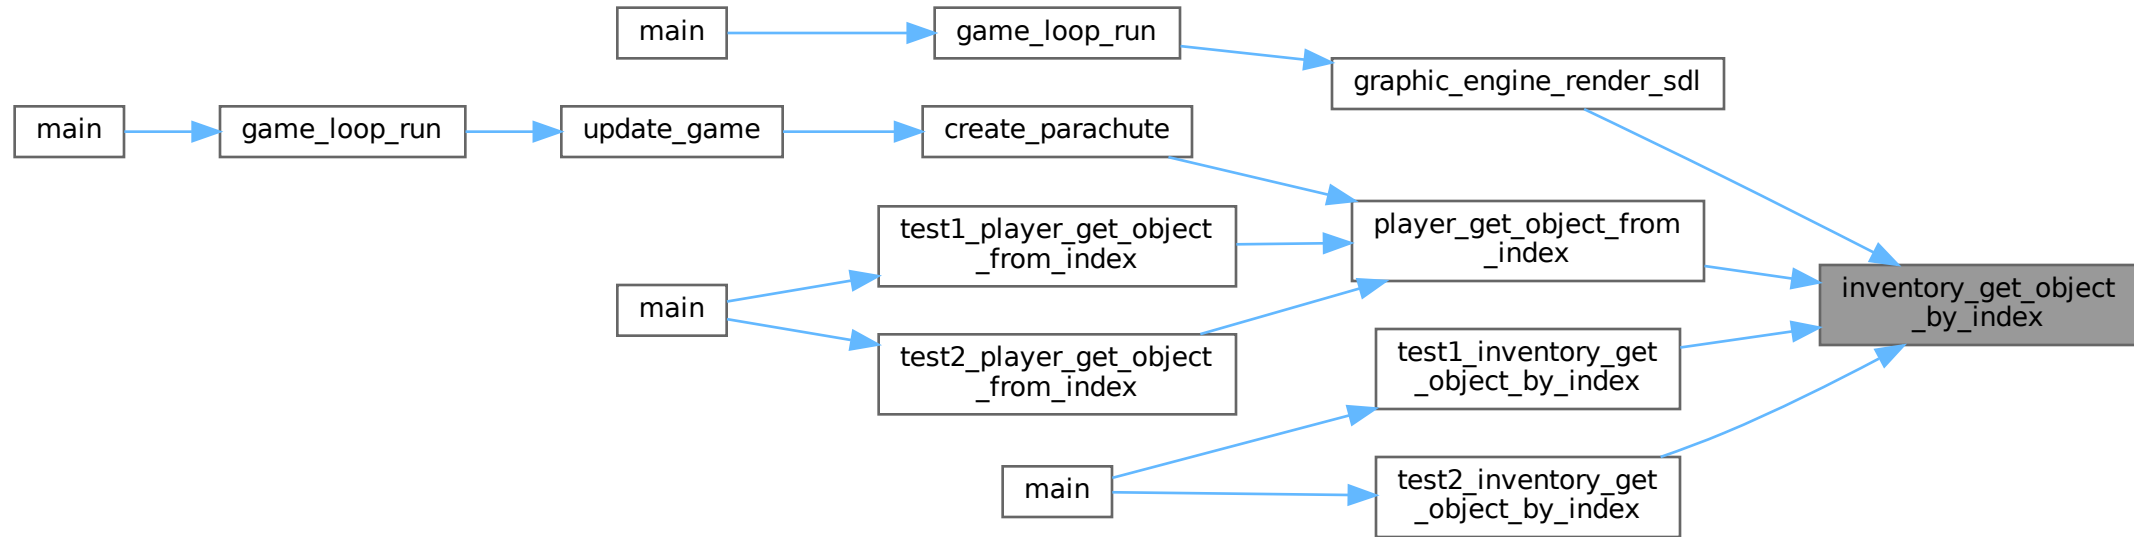 main
game_loop_run
graphic_engine_render_sdl
main
game_loop_run
update_game
create_parachute
test1_player_get_object
_from_index
player_get_object_from
_index
inventory_get_object
_by_index
main
test2_player_get_object
_from_index
test1_inventory_get
_object_by_index
main
test2_inventory_get
_object_by_index